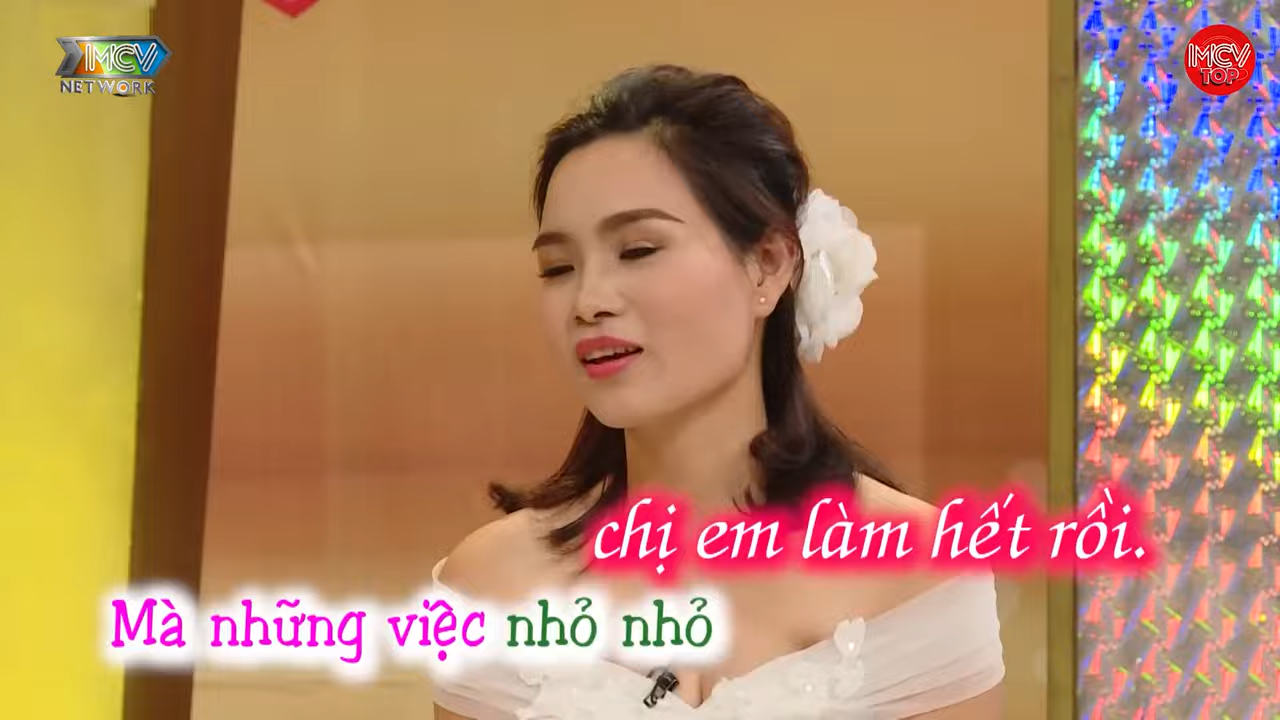 MCV
NETWORK
MCV
TOP
Mà những việc nhỏ nhỏ
chị em làm hết rồi.